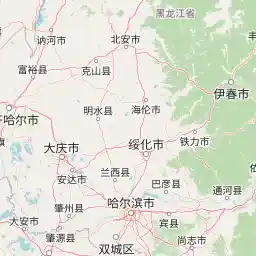 黑龙江省
讷河市
北安市
富裕县
克山县
伊春市
明水县
海伦市
齐哈尔市
绥化市
铁力市
大庆市
兰西县
安达市
巴彦县
通河县
肇州县
哈尔滨市
大安市
宾县
肇源县
双城区
尚志市